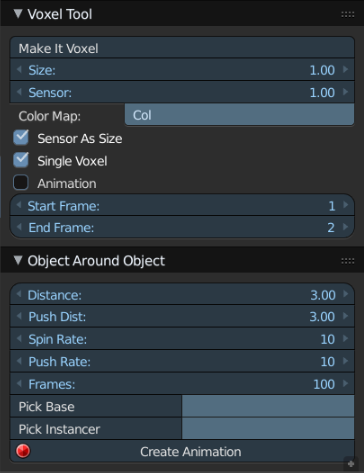 Voxel Tool
Make It Voxel
Size: 1.00
Sensor: 1.00
Color Map: Col
Sensor As Size
Single Voxel
Animation
Start Frame: 1
End Frame: 2
Object Around Object
Distance: 3.00
Push Dist: 3.00
Spin Rate: 10
Push Rate: 10
Frames: 100
Pick Base
Pick Instancer
Create Animation